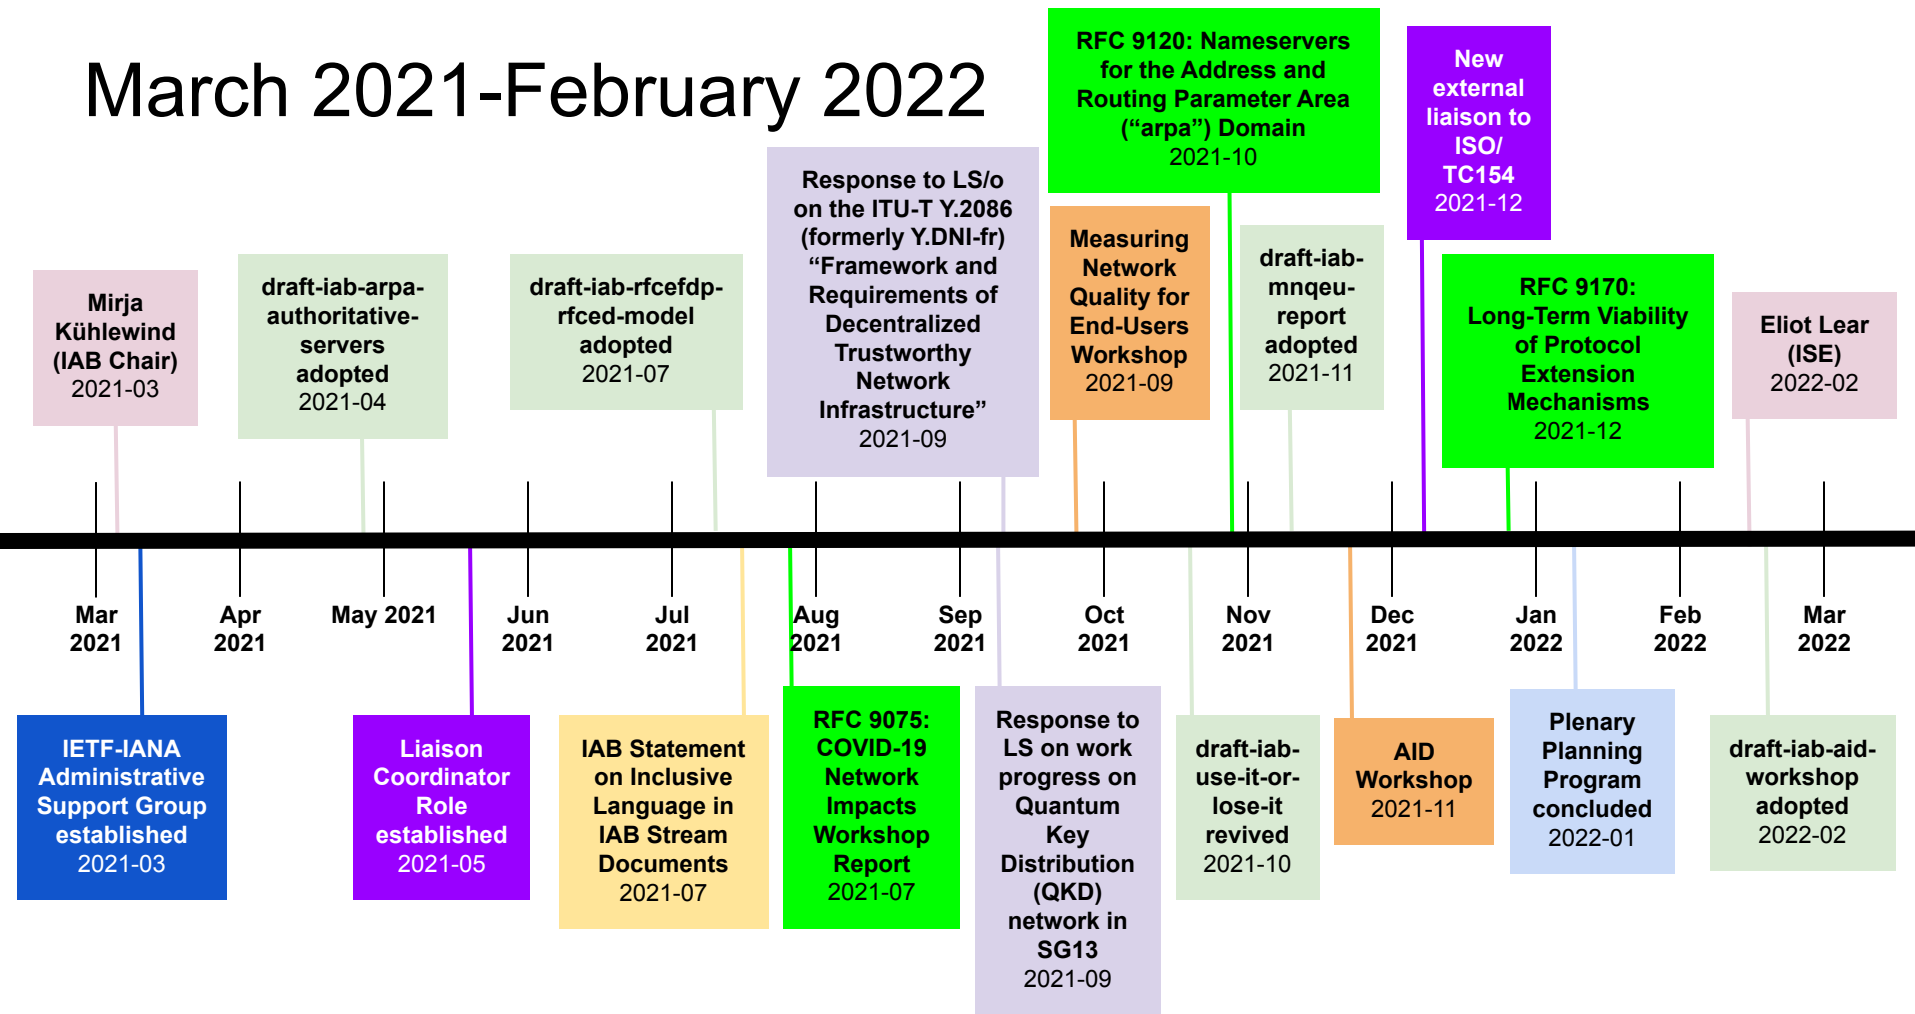 March 2021-February 2022
RFC 9120: Nameservers
for the Address and
Routing Parameter Area
(“arpa”) Domain
2021-10
New
external
liaison to
ISO/
TC154
2021-12
Mirja
Kühlewind
(IAB Chair)
2021-03
draft-iab-arpa-
authoritative-
servers
adopted
2021-04
draft-iab-rfcefdp-
rfced-model
adopted
2021-07
Response to LS/o
on the ITU-T Y.2086
(formerly Y.DNI-fr)
“Framework and
Requirements of
Decentralized
Trustworthy
Network
Infrastructure”
2021-09
Measuring
Network
Quality for
End-Users
Workshop
2021-09
draft-iab-
mnqeu-
report
adopted
2021-11
RFC 9170:
Long-Term Viability
of Protocol
Extension
Mechanisms
2021-12
Eliot Lear
(ISE)
2022-02
Mar
2021
Apr
2021
May 2021
Jun
2021
Jul
2021
Aug
2021
Sep
2021
Oct
2021
Nov
2021
Dec
2021
Jan
2022
Feb
2022
Mar
2022
IETF-IANA
Administrative
Support Group
established
2021-03
Liaison
Coordinator
Role
established
2021-05
IAB Statement
on Inclusive
Language in
IAB Stream
Documents
2021-07
RFC 9075:
COVID-19
Network
Impacts
Workshop
Report
2021-07
Response to
LS on work
progress on
Quantum
Key
Distribution
(QKD)
network in
SG13
2021-09
draft-iab-
use-it-or-
lose-it
revived
2021-10
AID
Workshop
2021-11
Plenary
Planning
Program
concluded
2022-01
draft-iab-aid-
workshop
adopted
2022-02